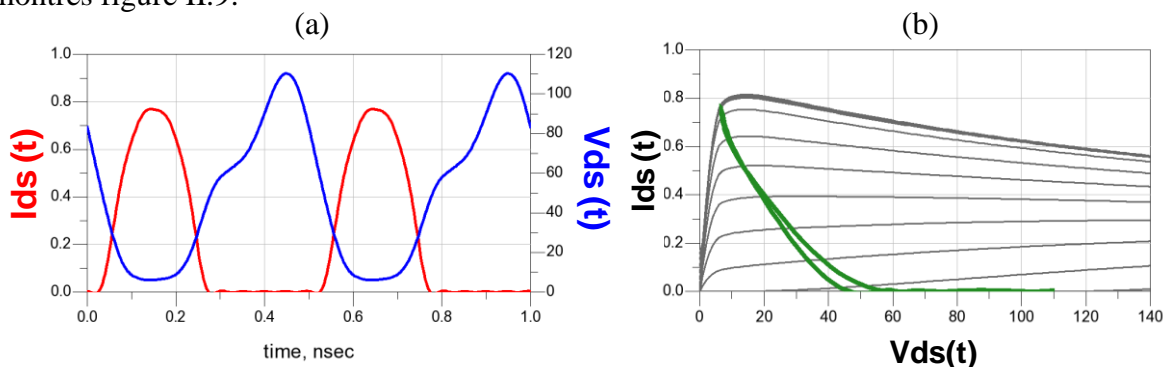 montrés figure II.9.
(a)
1.0
0.8
0.6
0.4
0.2
0.0
Ids (t)
120
100
80
60
40
20
0
Vds (t)
0.0 0.2 0.4 0.6 0.8 1.0
time, nsec
(b)
1.0
0.8
0.6
0.4
0.2
0.0
Ids (t)
0 20 40 60 80 100 120 140
Vds(t)